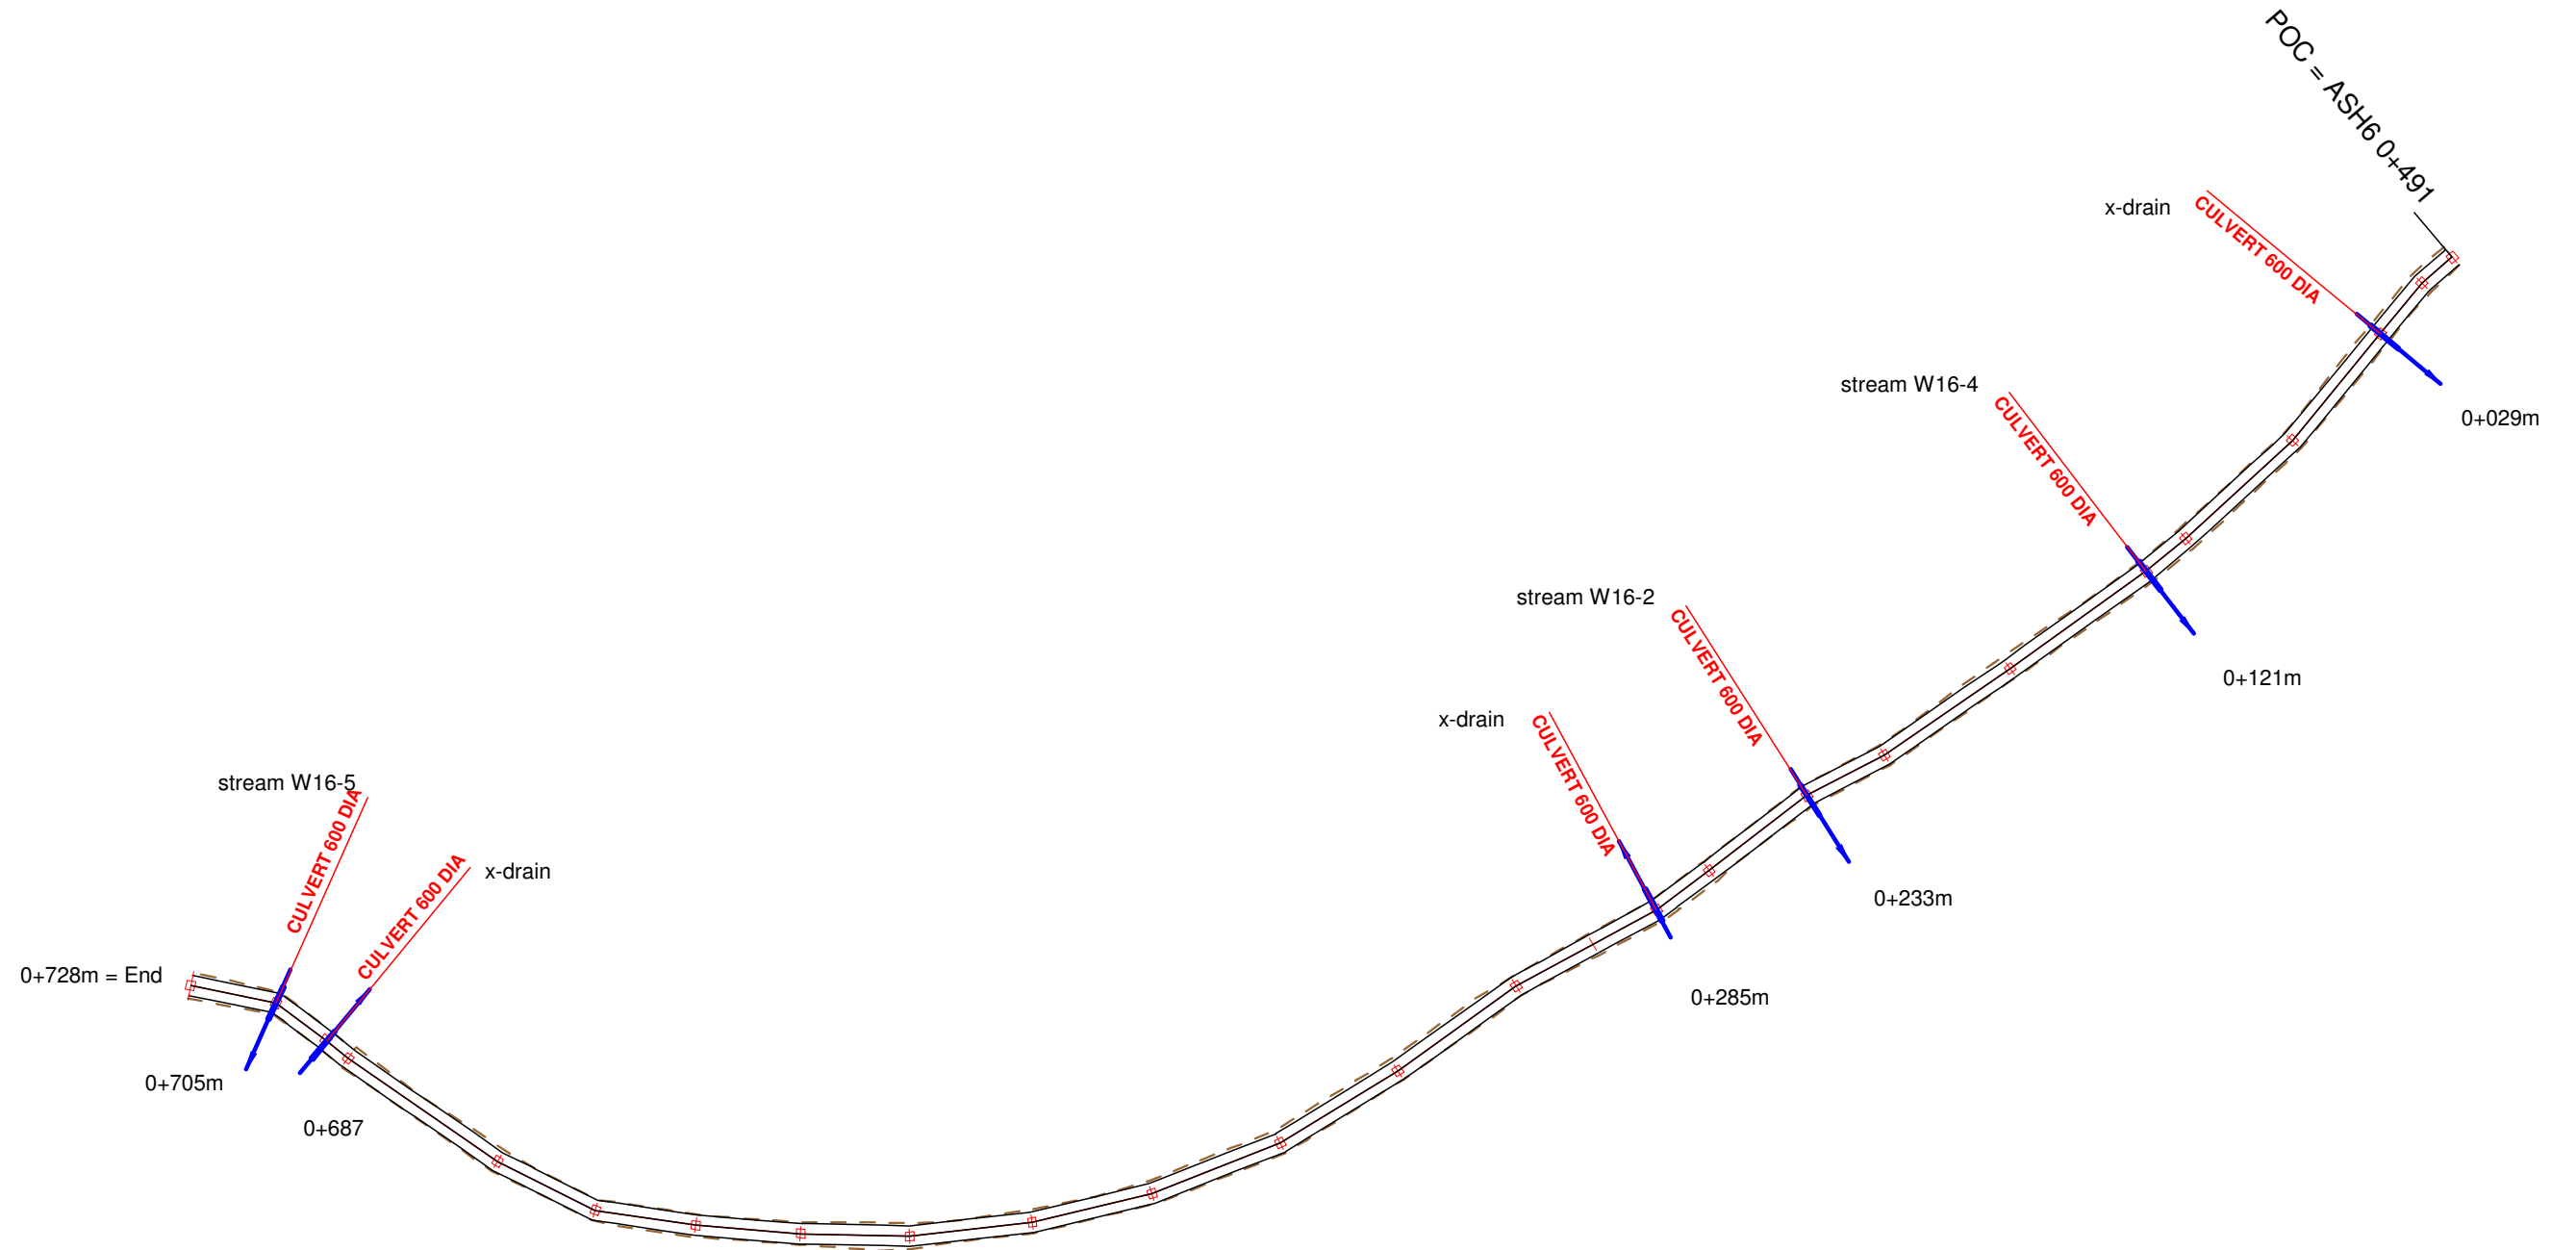 POC = ASH6 0+491
x-drain
CULVERT 600 DIA
0+029m
stream W16-4
CULVERT 600 DIA
0+121m
stream W16-2
CULVERT 600 DIA
0+233m
x-drain
CULVERT 600 DIA
0+285m
stream W16-5
CULVERT 600 DIA
x-drain
CULVERT 600 DIA
0+728m = End
0+705m
0+687